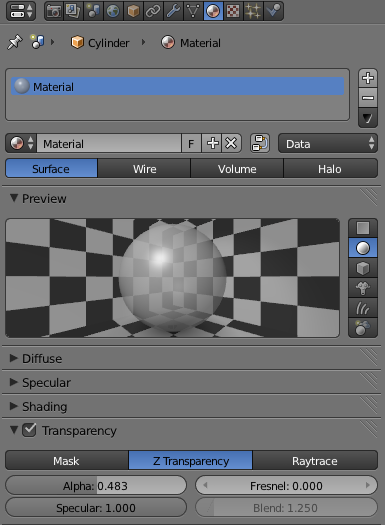 Cylinder Material
Material
Material F Data
Surface Wire Volume Halo
Preview
Diffuse
Specular
Shading
Transparency
Mask Z Transparency Raytrace
Alpha: 0.483 Fresnel: 0.000
Specular: 1.000 Blend: 1.250